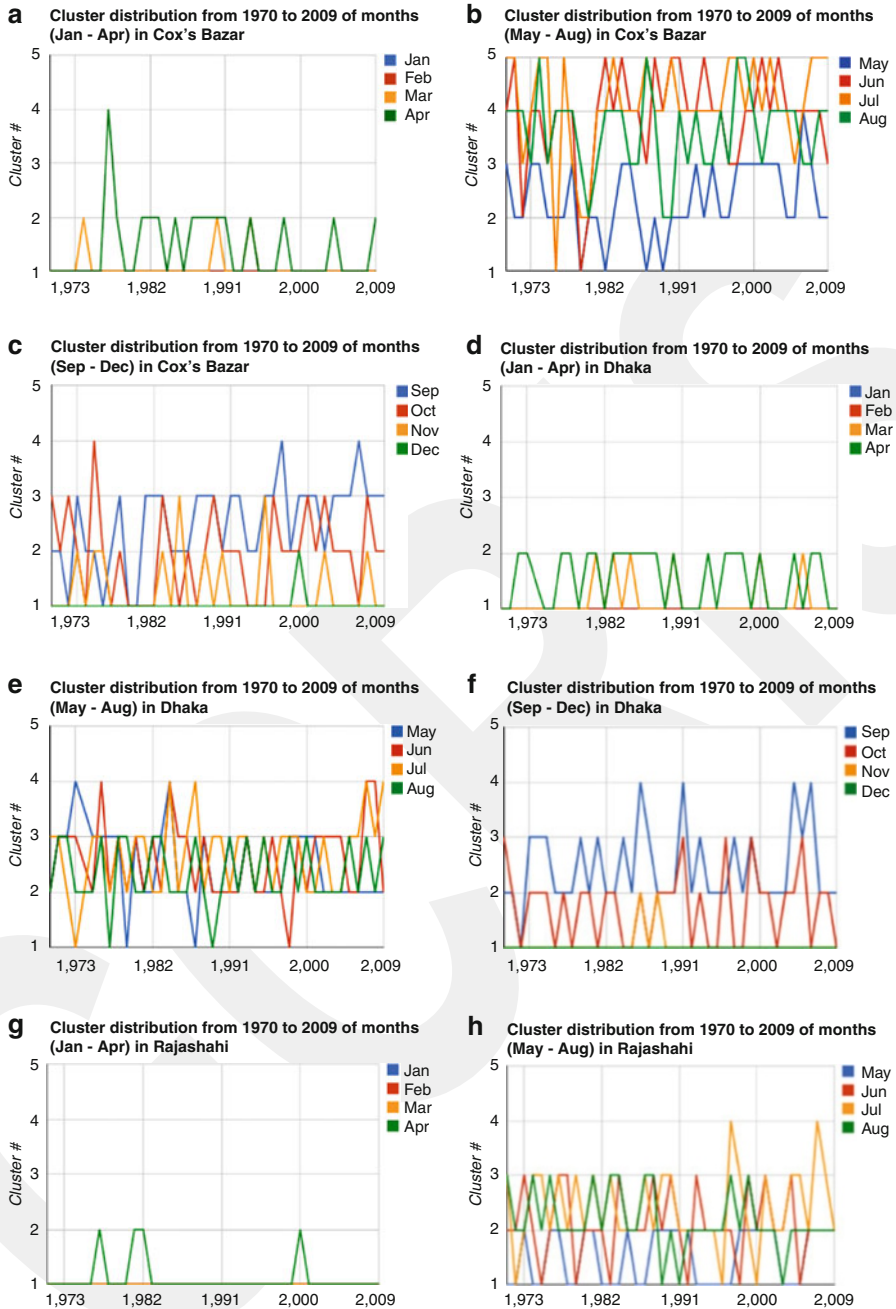 a Cluster distribution from 1970 to 2009 of months
(Jan - Apr) in Cox's Bazar
5
4
3
2
1
Cluster #
1,973 1,982 1,991 2,000 2,009
Jan
Feb
Mar
Apr
b Cluster distribution from 1970 to 2009 of months
(May - Aug) in Cox's Bazar
5
4
3
2
1
Cluster #
1,973 1,982 1,991 2,000 2,009
May
Jun
Jul
Aug
c Cluster distribution from 1970 to 2009 of months
(Sep - Dec) in Cox's Bazar
5
4
3
2
1
Cluster #
1,973 1,982 1,991 2,000 2,009
Sep
Oct
Nov
Dec
d Cluster distribution from 1970 to 2009 of months
(Jan - Apr) in Dhaka
5
4
3
2
1
Cluster #
1,973 1,982 1,991 2,000 2,009
Jan
Feb
Mar
Apr
e Cluster distribution from 1970 to 2009 of months
(May - Aug) in Dhaka
5
4
3
2
1
Cluster #
1,973 1,982 1,991 2,000 2,009
May
Jun
Jul
Aug
f Cluster distribution from 1970 to 2009 of months
(Sep - Dec) in Dhaka
5
4
3
2
1
Cluster #
1,973 1,982 1,991 2,000 2,009
Sep
Oct
Nov
Dec
g Cluster distribution from 1970 to 2009 of months
(Jan - Apr) in Rajashahi
5
4
3
2
1
Cluster #
1,973 1,982 1,991 2,000 2,009
Jan
Feb
Mar
Apr
h Cluster distribution from 1970 to 2009 of months
(May - Aug) in Rajashahi
5
4
3
2
1
Cluster #
1,973 1,982 1,991 2,000 2,009
May
Jun
Jul
Aug